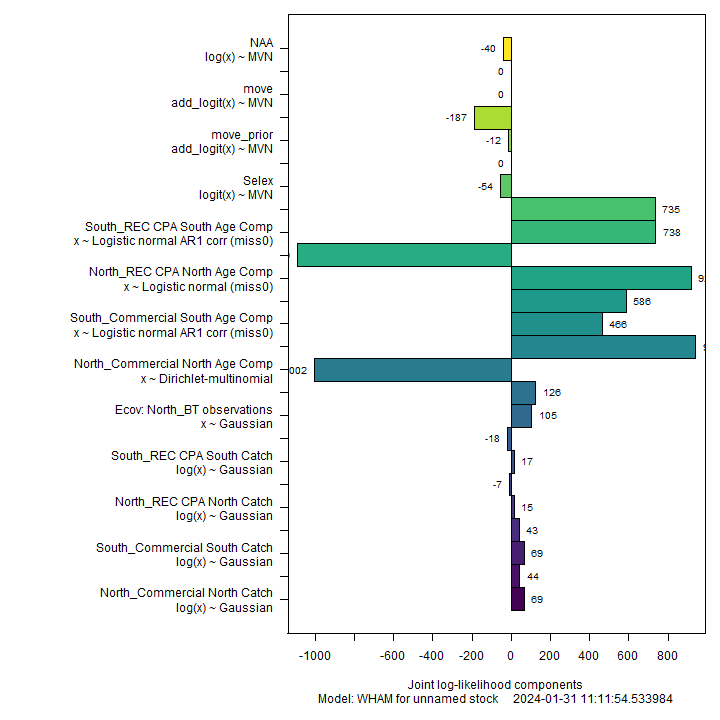 NAA
log(x) ~ MVN
-40
0
move
add_logit(x) ~ MVN
0
-187
move_prior
add_logit(x) ~ MVN
-12
0
Selex
logit(x) ~ MVN
-54
735
South_REC CPA South Age Comp
x ~ Logistic normal AR1 corr (miss0)
738
North_REC CPA North Age Comp
x ~ Logistic normal (miss0)
586
South_Commercial South Age Comp
x ~ Logistic normal AR1 corr (miss0)
466
North_Commercial North Age Comp
x ~ Dirichlet-multinomial
002
126
Ecov: North_BT observations
x ~ Gaussian
105
-18
South_REC CPA South Catch
log(x) ~ Gaussian
17
-7
North_REC CPA North Catch
log(x) ~ Gaussian
15
43
South_Commercial South Catch
log(x) ~ Gaussian
69
44
North_Commercial North Catch
log(x) ~ Gaussian
69
-1000 -600 -400 -200 0 200 400 600 800
Joint log-likelihood components
Model: WHAM for unnamed stock 2024-01-31 11:11:54.533984